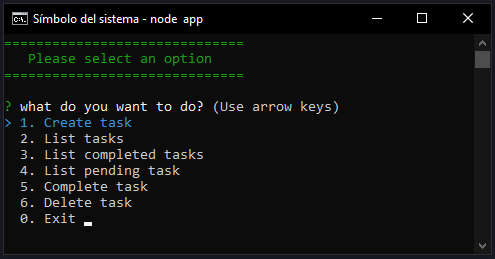 Símbolo del sistema - node app
==============================
Please select an option
==============================
? what do you want to do? (Use arrow keys)
> 1. Create task
2. List tasks
3. List completed tasks
4. List pending task
5. Complete task
6. Delete task
0. Exit